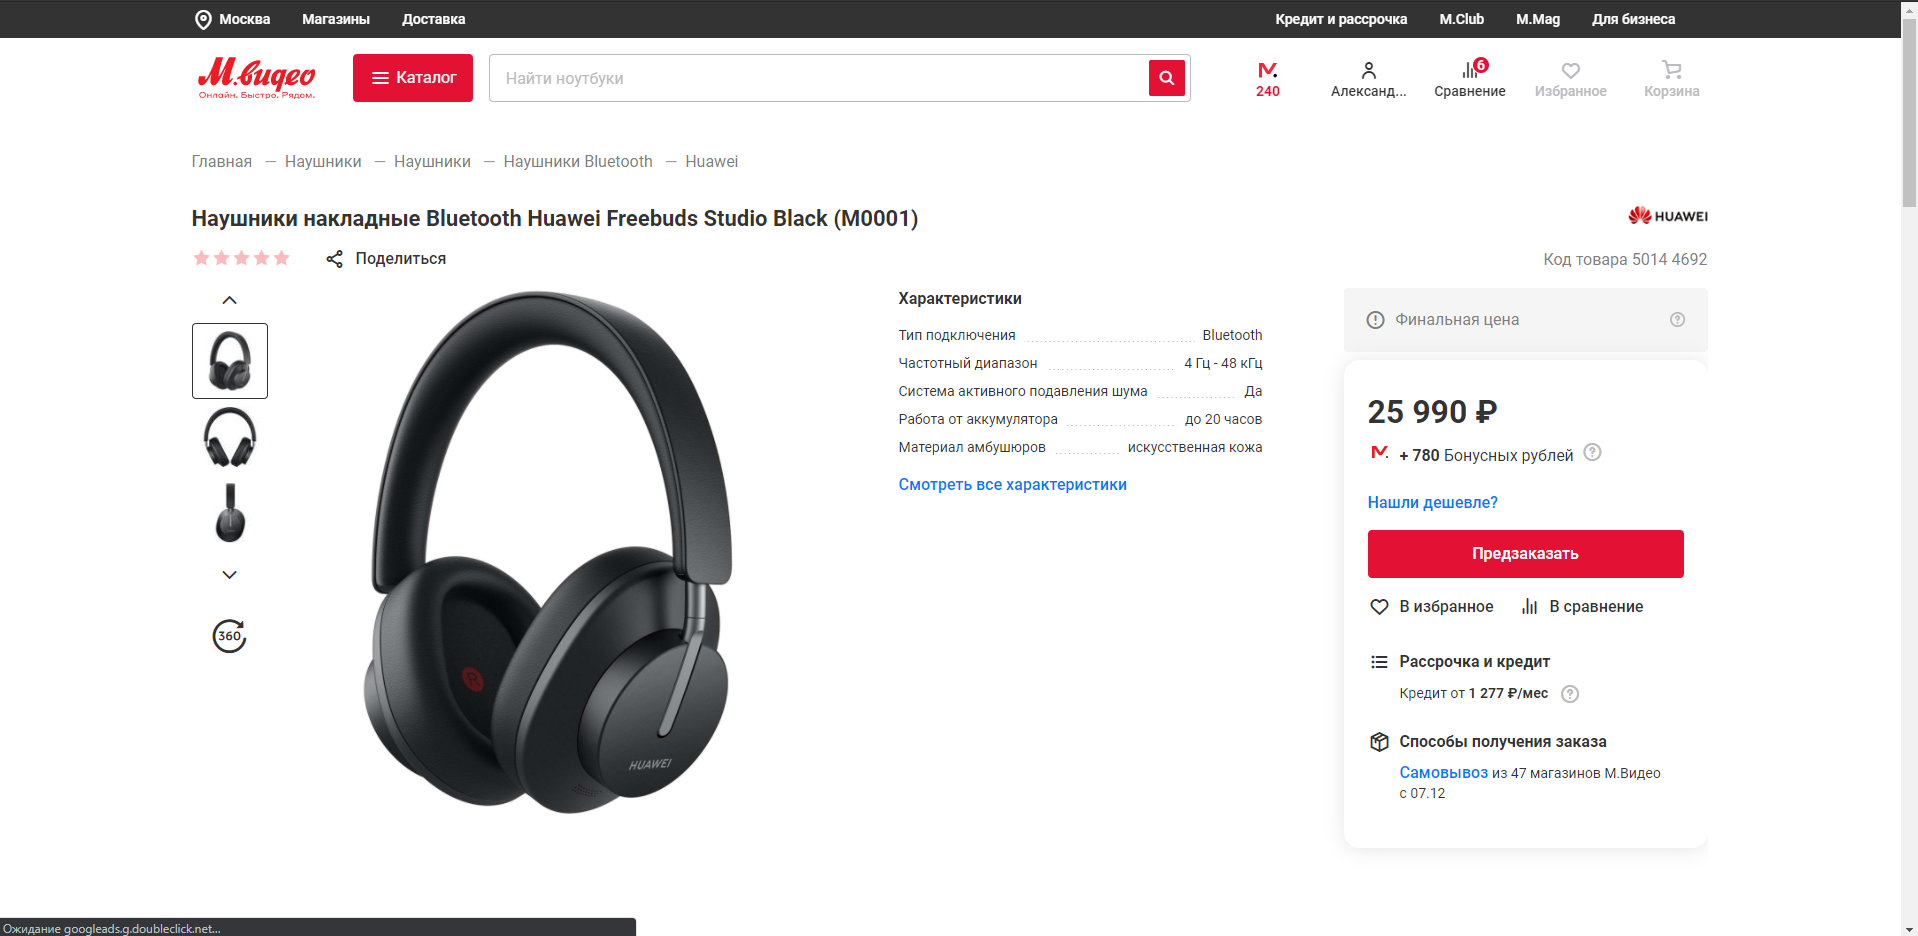 Москва Магазины Доставка Кредит и рассрочка M.Club M.Mag Для бизнеса
М.видео
Онлайн. Быстро. Рядом.
Каталог
Найти ноутбуки
240
Александ...
6
Сравнение
Избранное
Корзина
Главная — Наушники — Наушники — Наушники Bluetooth — Huawei
Наушники накладные Bluetooth Huawei Freebuds Studio Black (M0001)
HUAWEI
Поделиться
Код товара 5014 4692
360
R
HUAWEI
Характеристики
Тип подключения Bluetooth
Частотный диапазон 4 Гц - 48 кГц
Система активного подавления шума Да
Работа от аккумулятора до 20 часов
Материал амбушюров искусственная кожа
Смотреть все характеристики
Финальная цена ?
25 990 ₽
М. + 780 Бонусных рублей ?
Нашли дешевле?
Предзаказать
В избранное В сравнение
Рассрочка и кредит
Кредит от 1 277 ₽/мес ?
Способы получения заказа
Самовывоз из 47 магазинов М.Видео
с 07.12
Ожидание googleads.g.doubleclick.net...